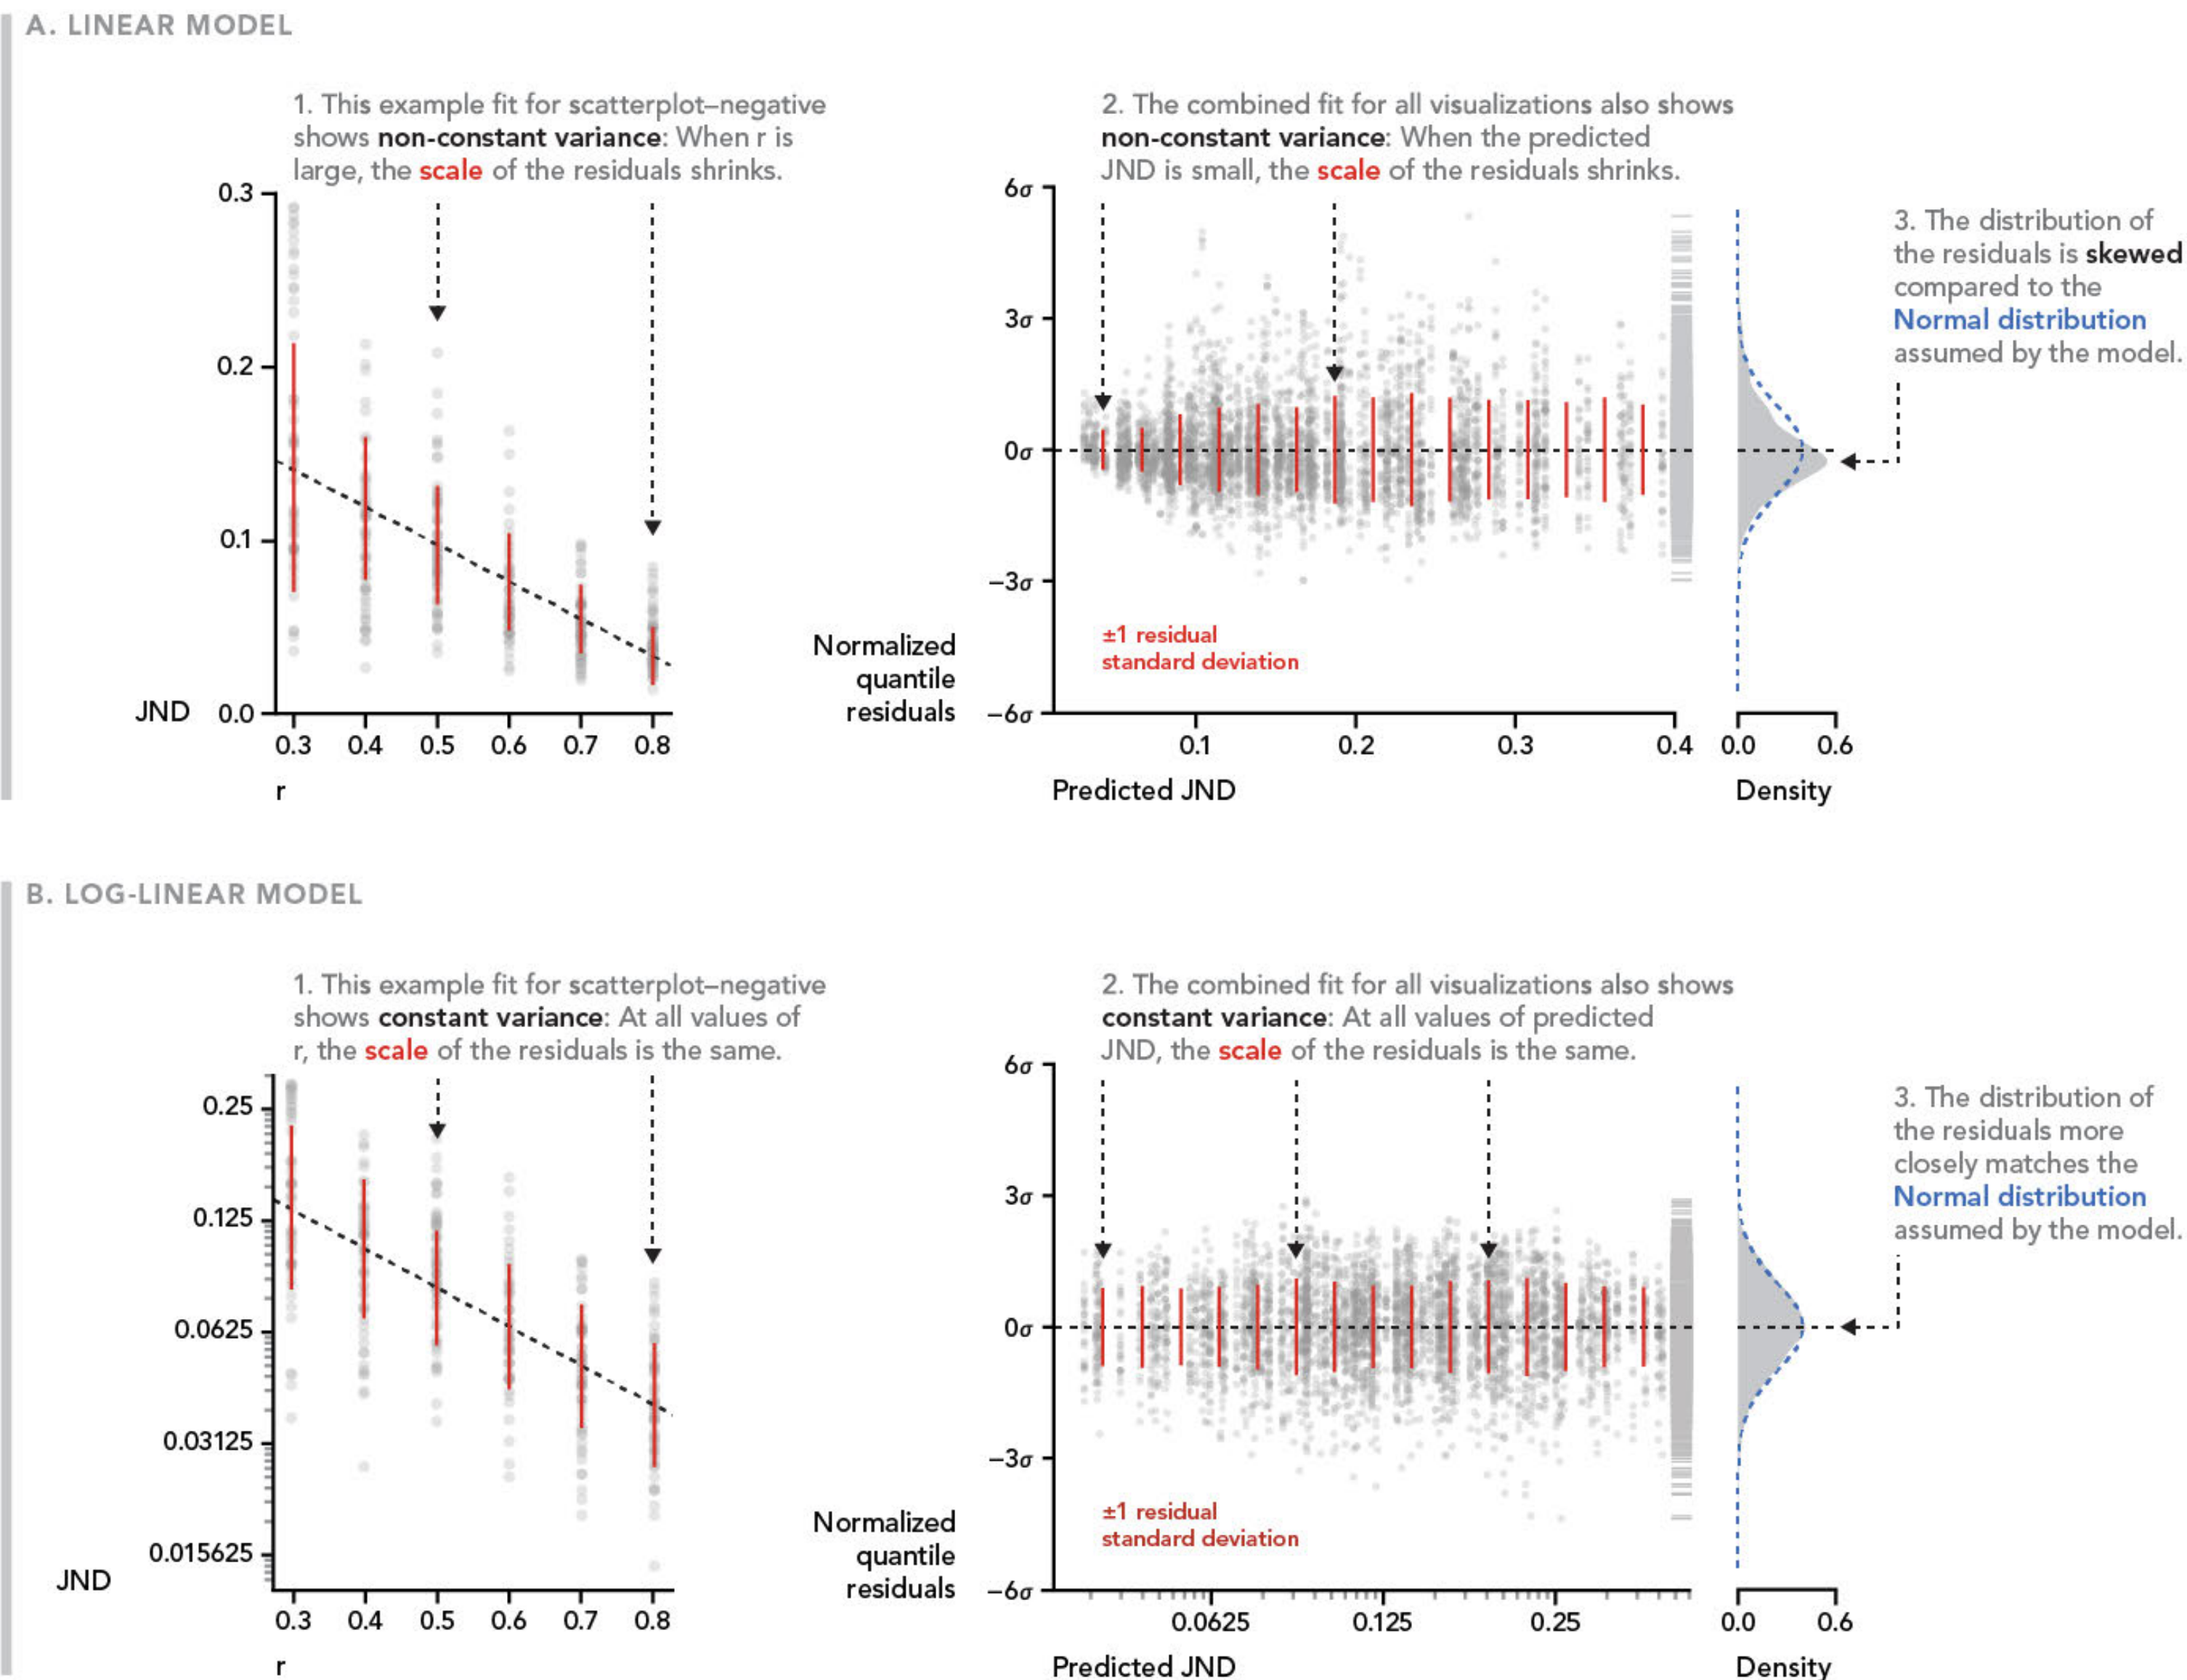 A. LINEAR MODEL
1. This example fit for scatterplot–negative
shows non-constant variance: When r is
large, the scale of the residuals shrinks.
0.3
0.2
0.1
JND 0.0
0.3 0.4 0.5 0.6 0.7 0.8
r
2. The combined fit for all visualizations also shows
non-constant variance: When the predicted
JND is small, the scale of the residuals shrinks.
6σ
3σ
0σ
−3σ
−6σ
Normalized
quantile
residuals
±1 residual
standard deviation
0.1 0.2 0.3 0.4
Predicted JND
0.0 0.6
Density
3. The distribution of
the residuals is skewed
compared to the
Normal distribution
assumed by the model.
B. LOG-LINEAR MODEL
1. This example fit for scatterplot–negative
shows constant variance: At all values of
r, the scale of the residuals is the same.
0.25
0.125
0.0625
0.03125
0.015625
JND
0.3 0.4 0.5 0.6 0.7 0.8
r
2. The combined fit for all visualizations also shows
constant variance: At all values of predicted
JND, the scale of the residuals is the same.
6σ
3σ
0σ
−3σ
−6σ
Normalized
quantile
residuals
±1 residual
standard deviation
0.0625 0.125 0.25
Predicted JND
0.0 0.6
Density
3. The distribution of
the residuals more
closely matches the
Normal distribution
assumed by the model.